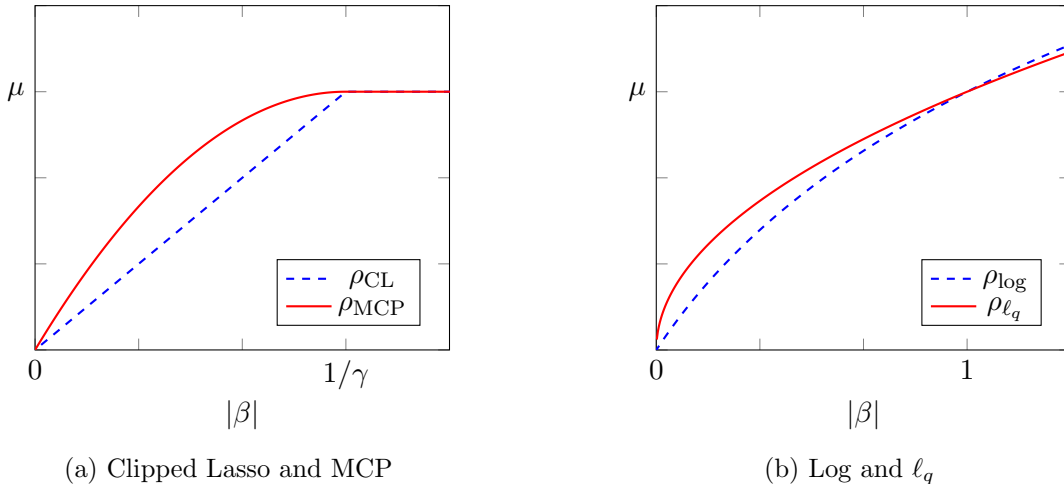 μ
ρCL
ρMCP
0
1/γ
|β|
(a) Clipped Lasso and MCP
μ
ρlog
ρℓq
0
1
|β|
(b) Log and ℓq